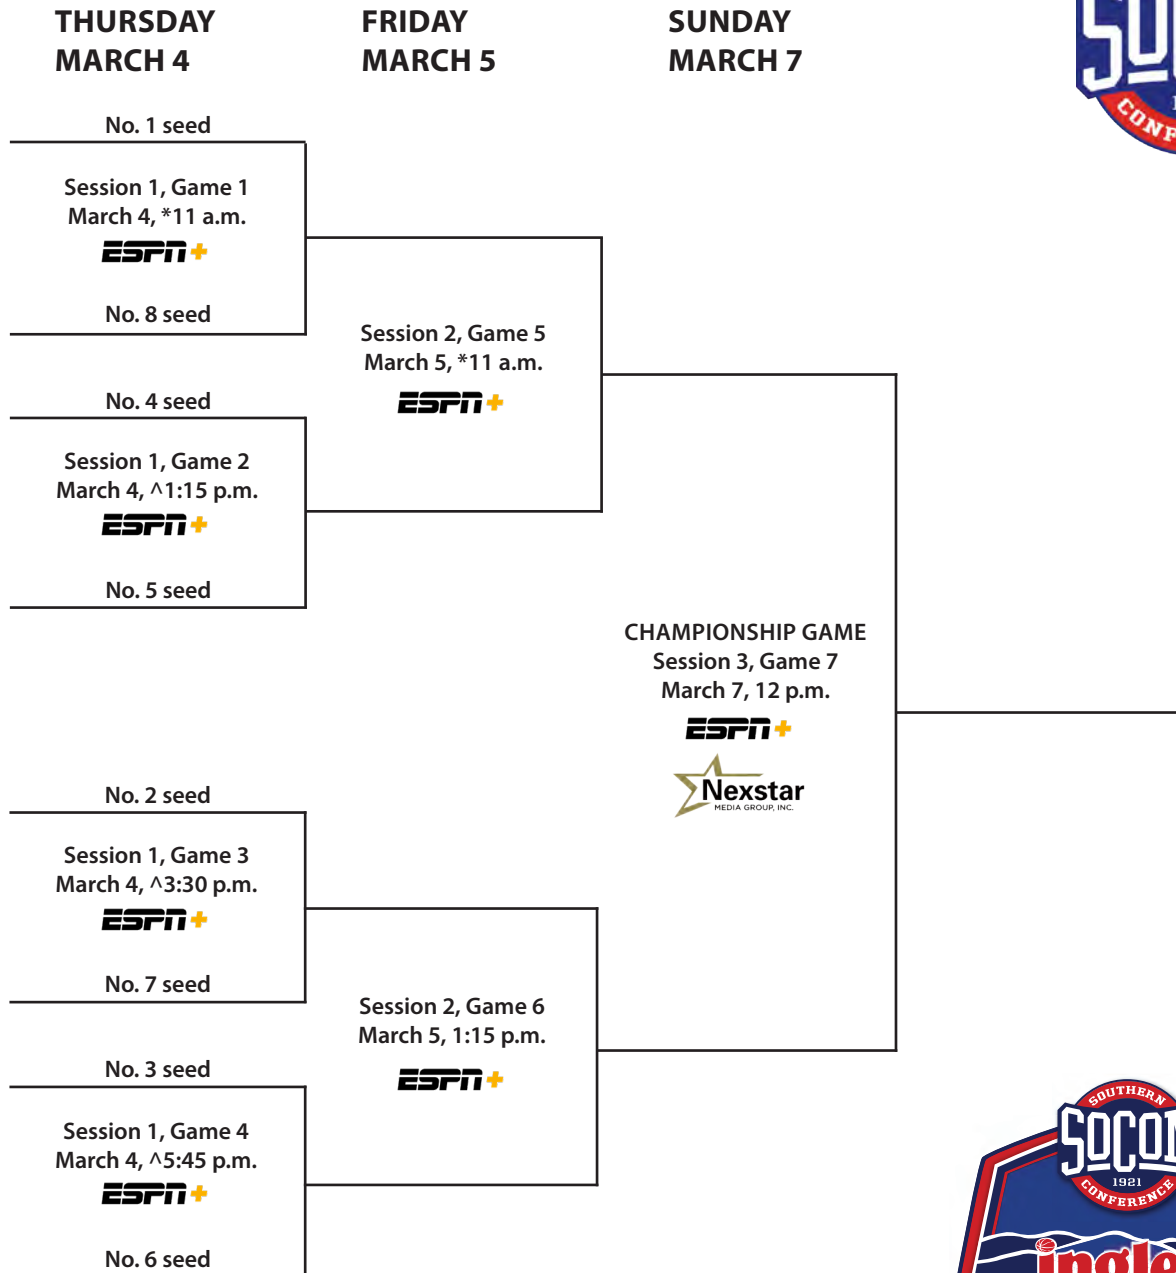 THURSDAY
MARCH 4
FRIDAY
MARCH 5
SUNDAY
MARCH 7
No. 1 seed
Session 1, Game 1
March 4, *11 a.m.
ESPN+
No. 8 seed
Session 2, Game 5
March 5, *11 a.m.
ESPN+
No. 4 seed
Session 1, Game 2
March 4, ^1:15 p.m.
ESPN+
No. 5 seed
CHAMPIONSHIP GAME
Session 3, Game 7
March 7, 12 p.m.
ESPN+
Nexstar
MEDIA GROUP, INC.
No. 2 seed
Session 1, Game 3
March 4, ^3:30 p.m.
ESPN+
No. 7 seed
Session 2, Game 6
March 5, 1:15 p.m.
ESPN+
No. 3 seed
Session 1, Game 4
March 4, ^5:45 p.m.
ESPN+
No. 6 seed
SOUTHERN
SOCON
1921
CONFERENCE